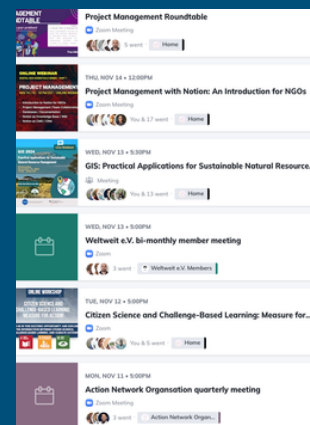 AGEMENT
NDTABLE
Project Management Roundtable
Zoom Meeting
5 went Home
THU, NOV 14 • 12:00PM
Project Management with Notion: An Introduction for NGOs
Zoom Meeting
You & 17 went Home
ONLINE WEBINAR
PROJECT MANAGEMENT
WED, NOV 13 • 5:30PM
GIS: Practical Applications for Sustainable Natural Resource.
Meeting
You & 13 went Home
WED, NOV 13 • 5:00PM
Weltweit e.V. bi-monthly member meeting
Zoom
3 went Weltweit e.V. Members
TUE, NOV 12 • 5:00PM
Citizen Science and Challenge-Based Learning: Measure for...
Zoom
You & 5 went Home
ONLINE WORKSHOP
CITIZEN SCIENCE AND
CHALLENGE-BASED LEARNING:
MEASURE FOR ACTION
MON, NOV 11 • 5:00PM
Action Network Organsation quarterly meeting
Zoom Meeting
3 went Action Network Organ...